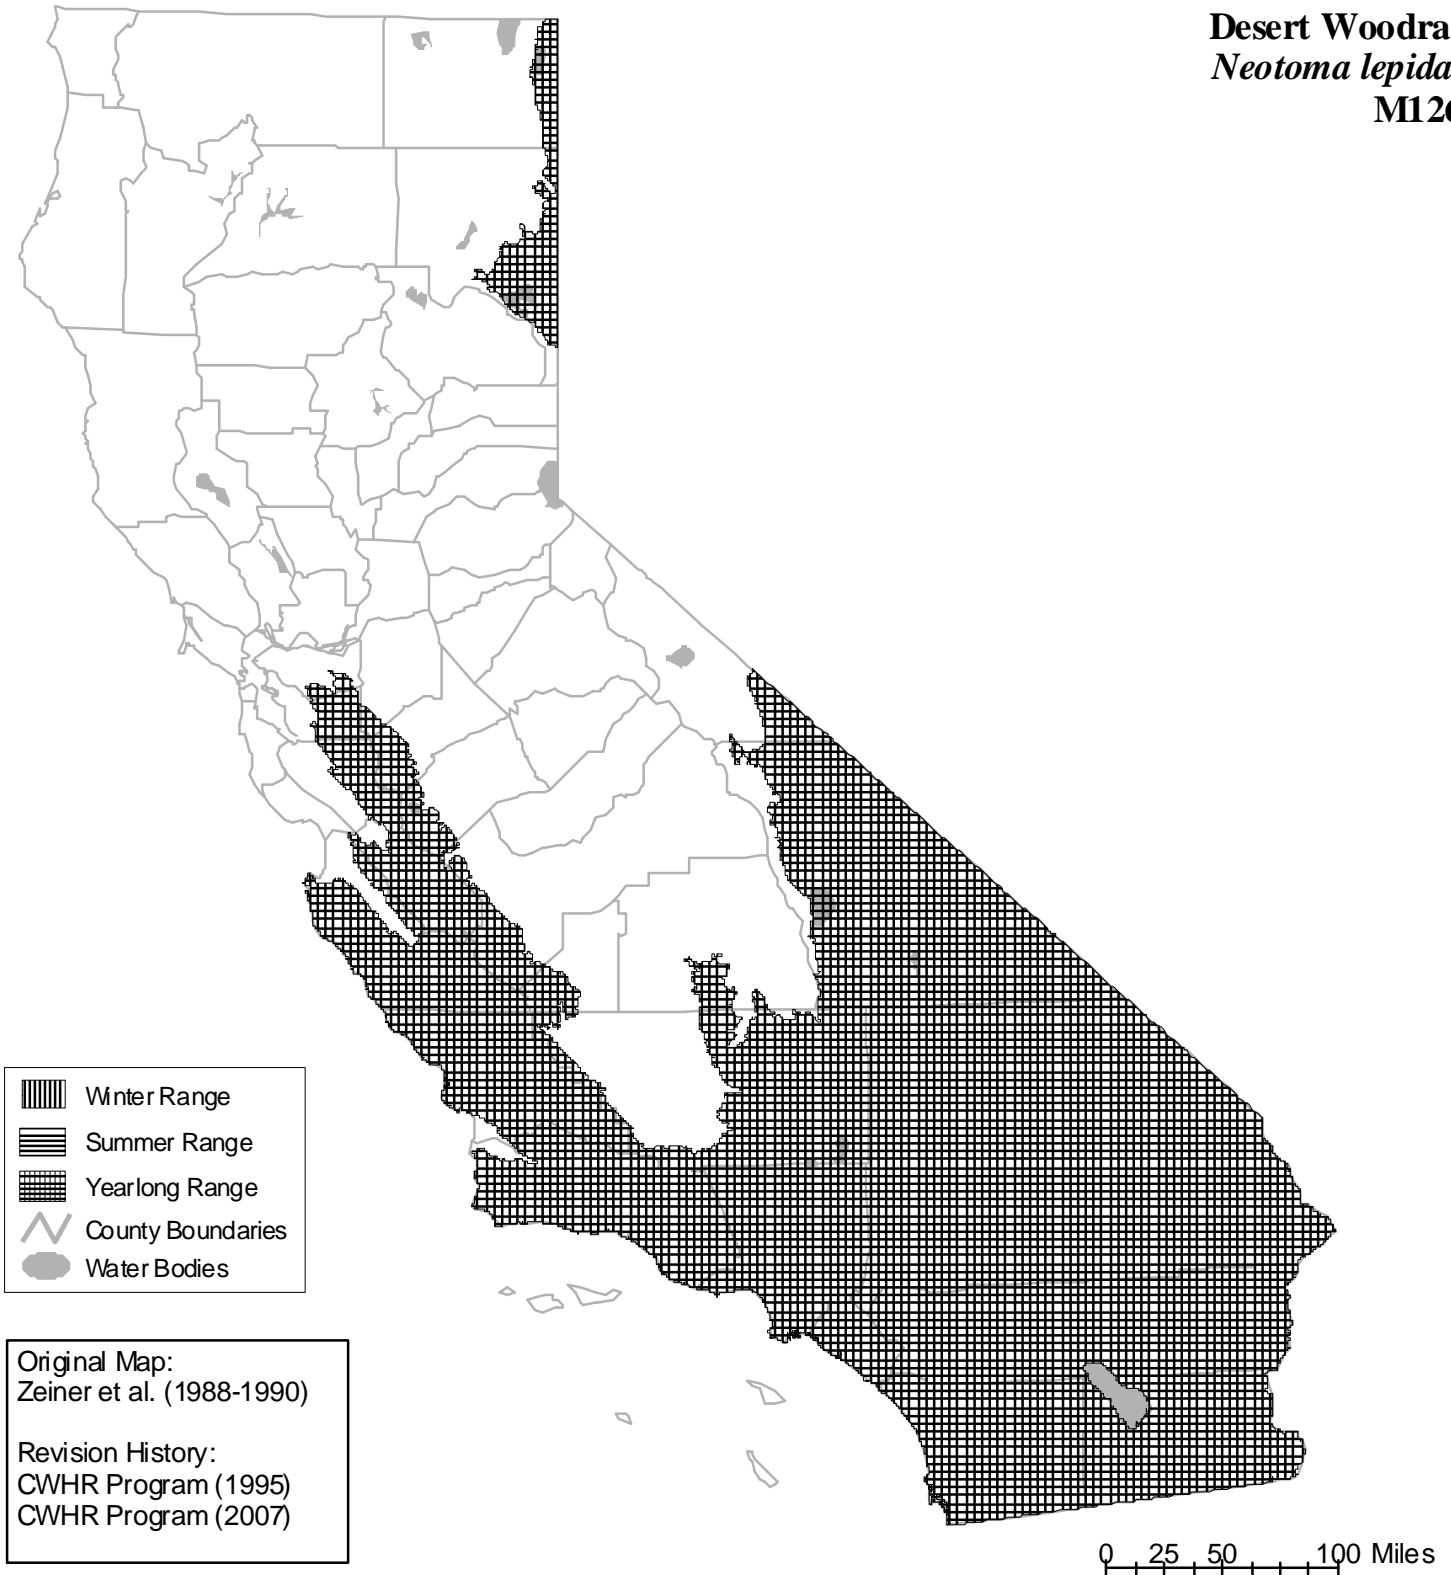 Desert Woodra
Neotoma lepida
M126
Winter Range
Summer Range
Yearlong Range
County Boundaries
Water Bodies
Original Map:
Zeiner et al. (1988-1990)
Revision History:
CWHR Program (1995)
CWHR Program (2007)
0 25 50 100 Miles